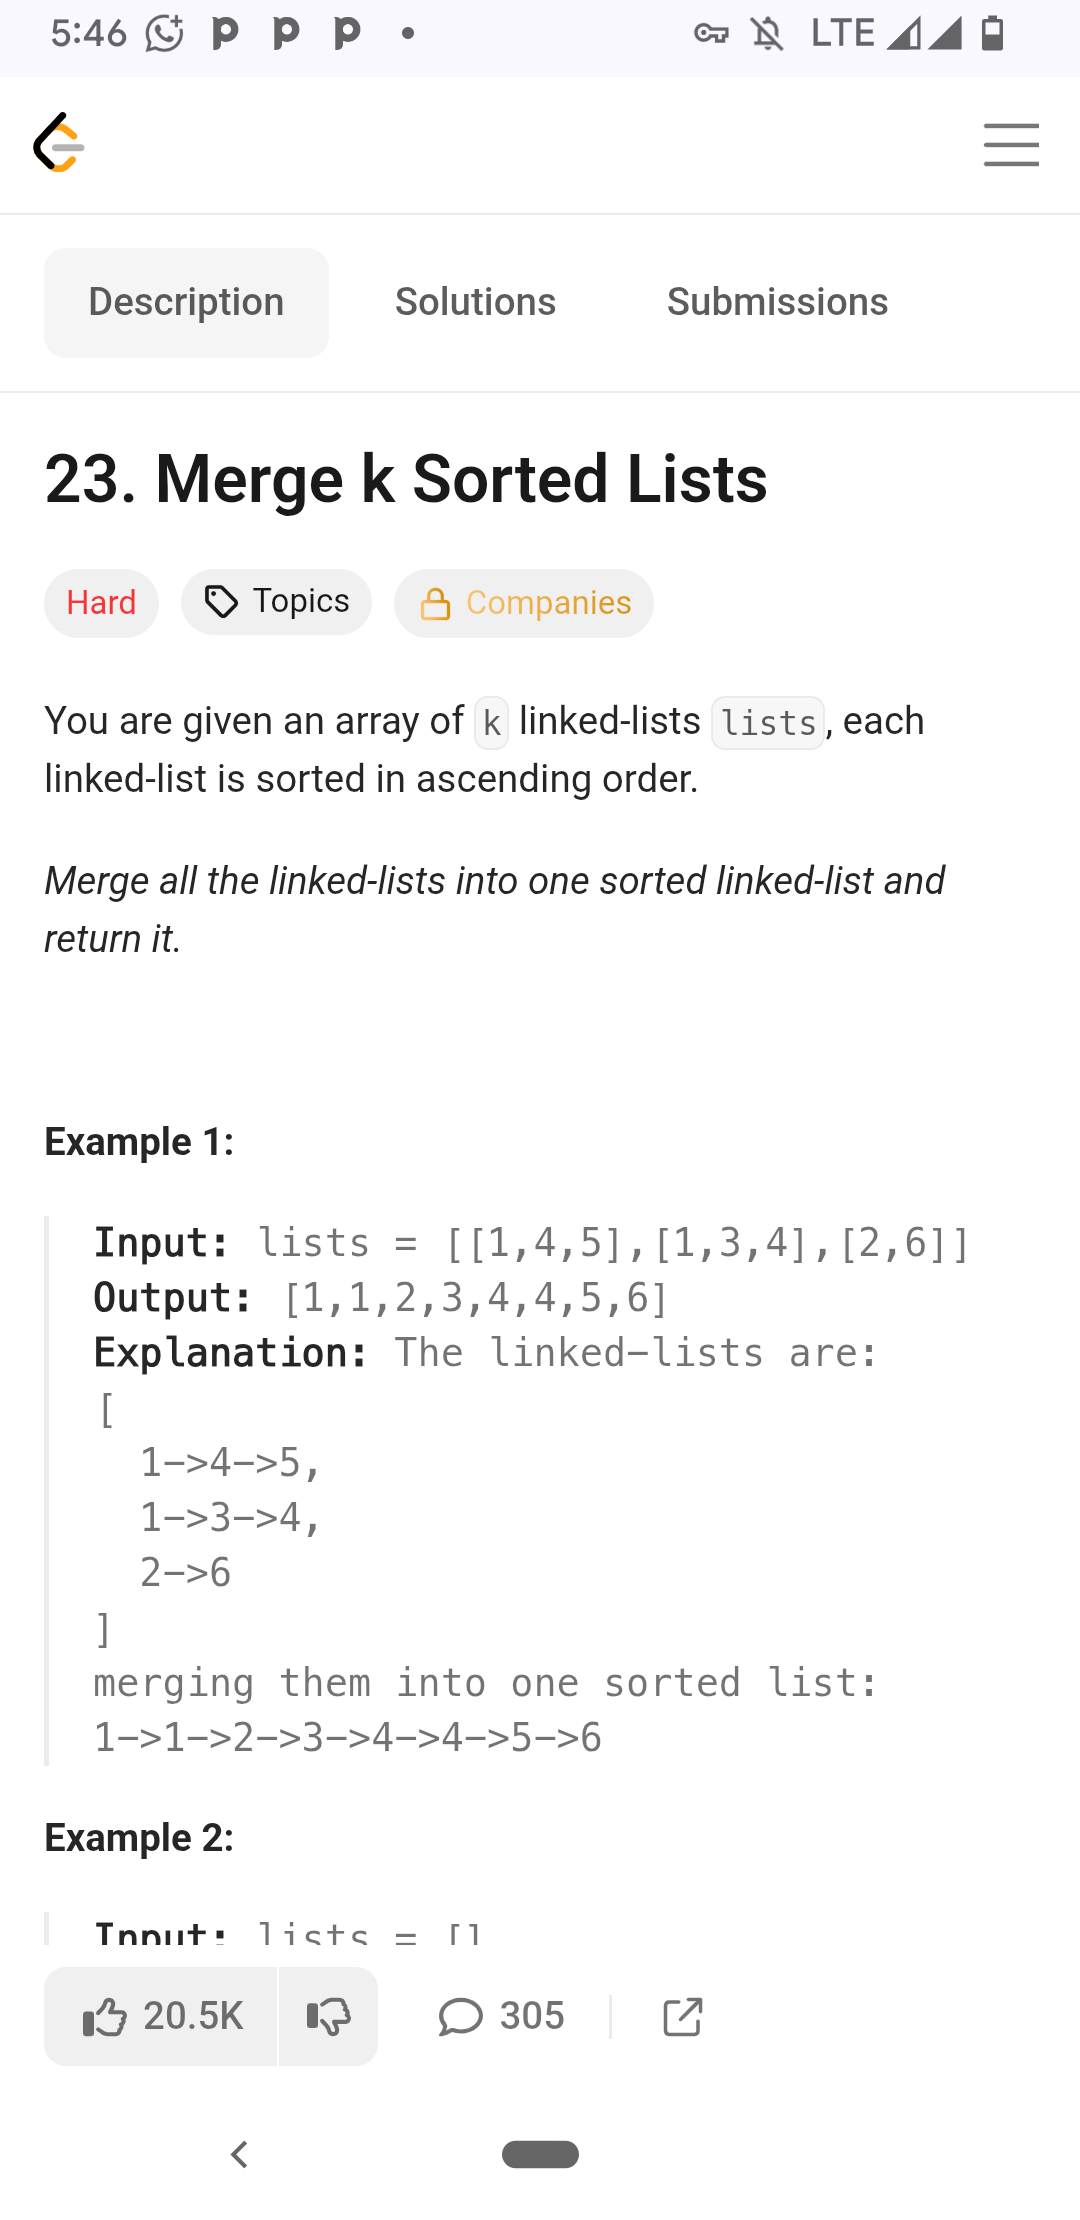 5:46 LTE
Description Solutions Submissions
23. Merge k Sorted Lists
Hard Topics Companies
You are given an array of k linked-lists lists, each
linked-list is sorted in ascending order.
Merge all the linked-lists into one sorted linked-list and
return it.
Example 1:
Input: lists = [[1,4,5],[1,3,4],[2,6]]
Output: [1,1,2,3,4,4,5,6]
Explanation: The linked-lists are:
[
  1->4->5,
  1->3->4,
  2->6
]
merging them into one sorted list:
1->1->2->3->4->4->5->6
Example 2:
Input: lists = []
20.5K 305